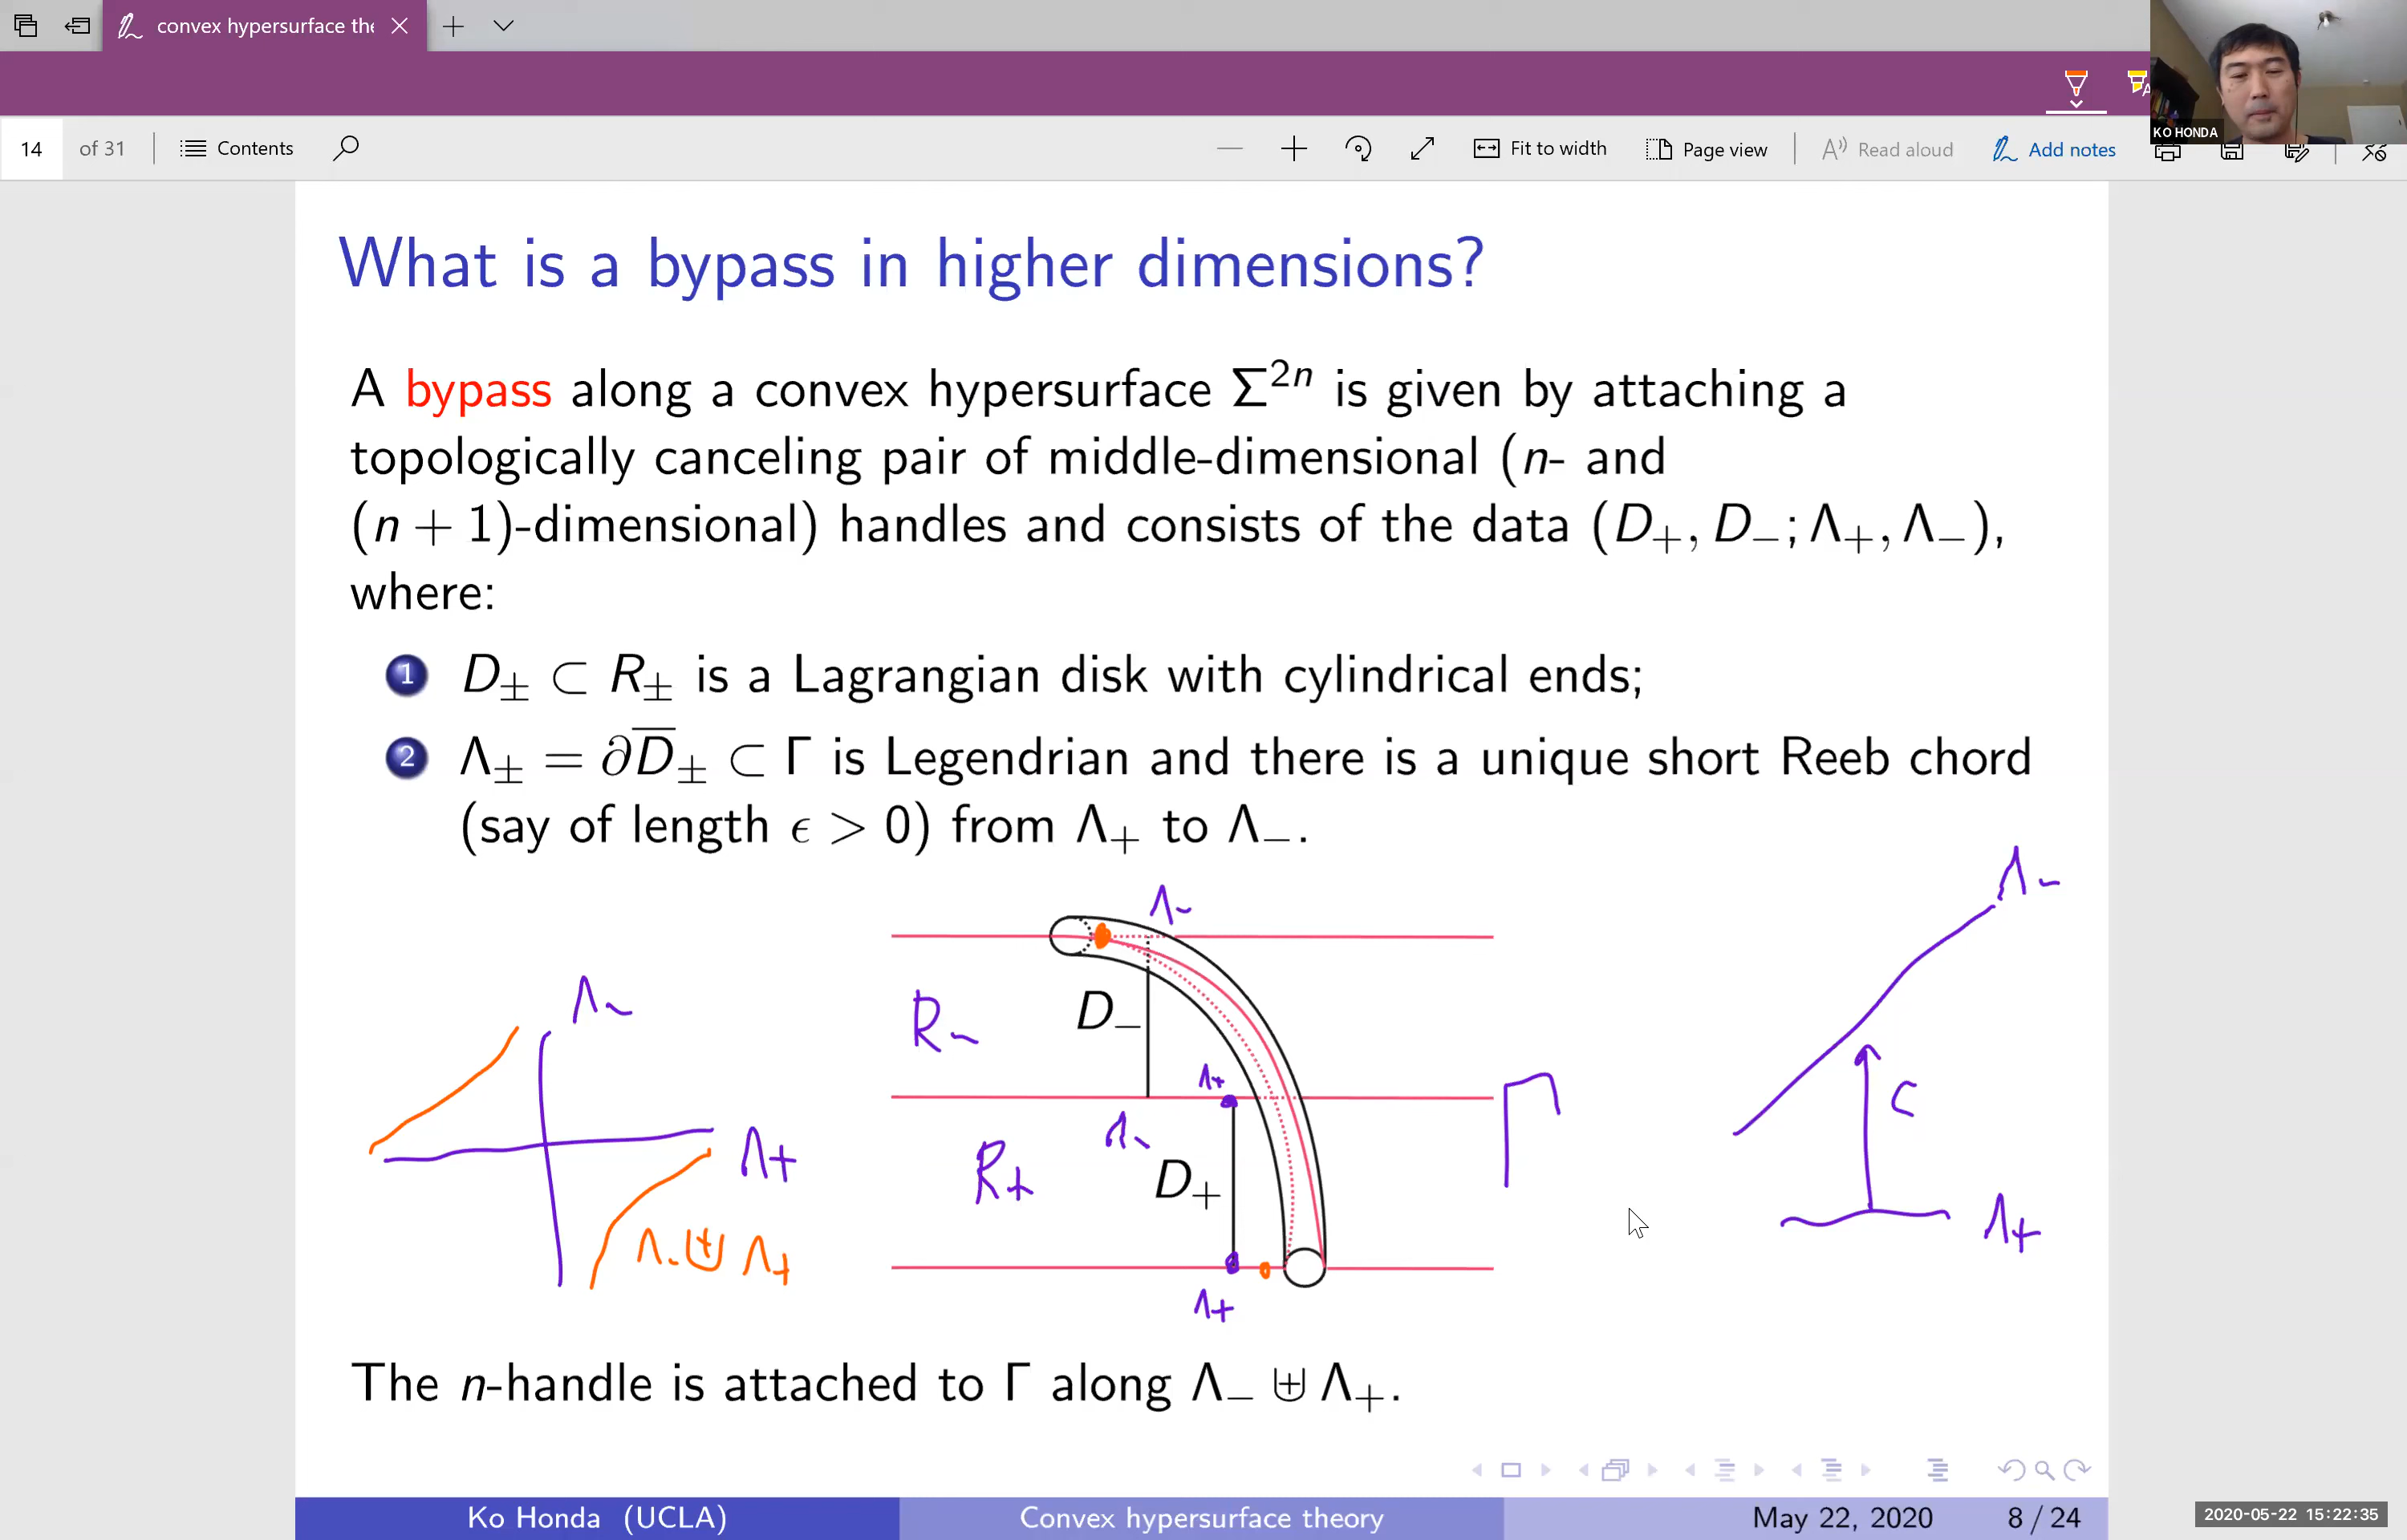 convex hypersurface the
KO HONDA
14 of 31 Contents Fit to width Page view Read aloud Add notes
What is a bypass in higher dimensions?
A bypass along a convex hypersurface Σ²ⁿ is given by attaching a
topologically canceling pair of middle-dimensional (n- and
(n + 1)-dimensional) handles and consists of the data (D₊, D₋; Λ₊, Λ₋),
where:
1 D± ⊂ R± is a Lagrangian disk with cylindrical ends;
2 Λ± = ∂D̅± ⊂ Γ is Legendrian and there is a unique short Reeb chord
(say of length ϵ > 0) from Λ₊ to Λ₋.
Λ₋
Λ₋
Λ₋
R₋
D₋
Λ₊
Γ
C
Λ₋
Λ₊
R₊
D₊
Λ₊
Λ₋ ⊎ Λ₊
Λ₊
The n-handle is attached to Γ along Λ₋ ⊎ Λ₊.
Ko Honda (UCLA) Convex hypersurface theory May 22, 2020 8 / 24
2020-05-22 15:22:35